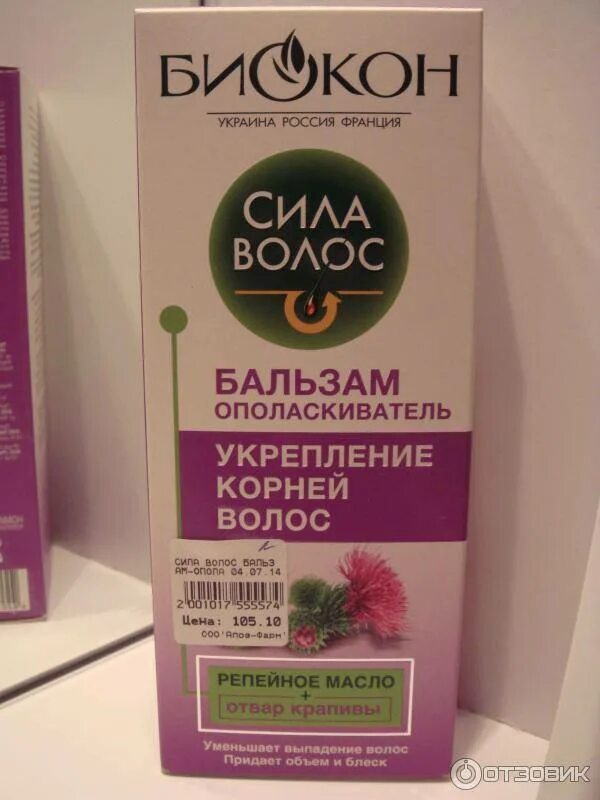 БИОКОН
УКРАИНА РОССИЯ ФРАНЦИЯ
СИЛА
ВОЛОС
БАЛЬЗАМ
ОПОЛАСКИВАТЕЛЬ
УКРЕПЛЕНИЕ
КОРНЕЙ
ВОЛОС
СИЛА ВОЛОС БАЛЬЗ
АМ-ОПОЛА 04.07.14
2 001017 555574
Цена: 105.10
РЕПЕЙНОЕ МАСЛО
+
отвар крапивы
Уменьшает выпадение волос
Придает объем и блеск
ОТЗОВИК